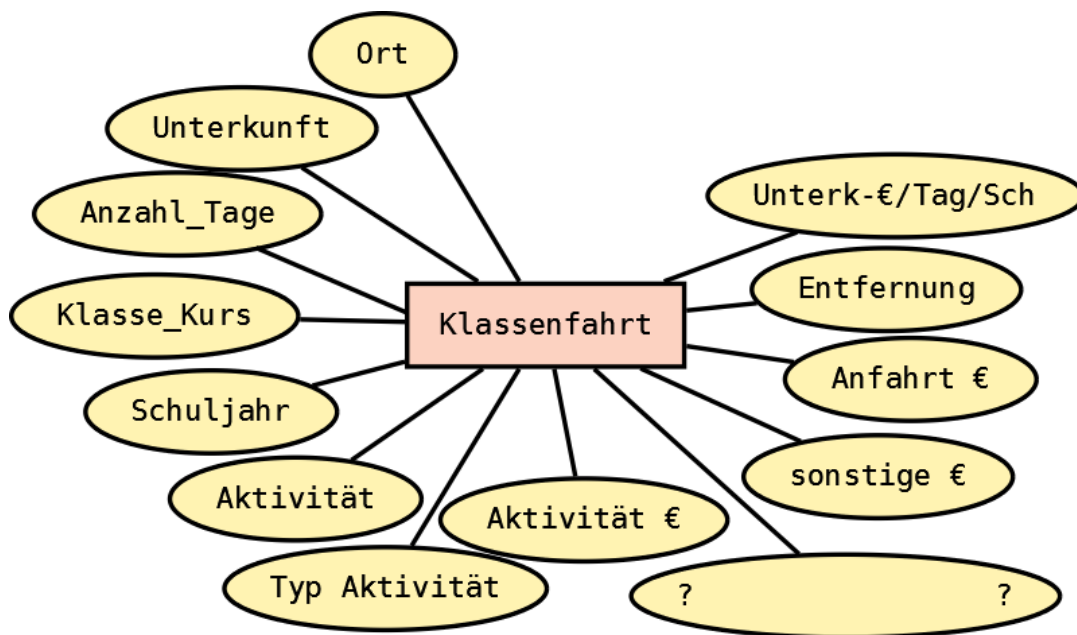 Ort
Unterkunft
Unterk-€/Tag/Sch
Anzahl_Tage
Entfernung
Klasse_Kurs
Klassenfahrt
Anfahrt €
Schuljahr
sonstige €
Aktivität
Aktivität €
Typ Aktivität
? ?